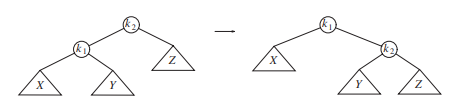 k₂ k₁
k₁ k₂
Z X
X Y Y Z